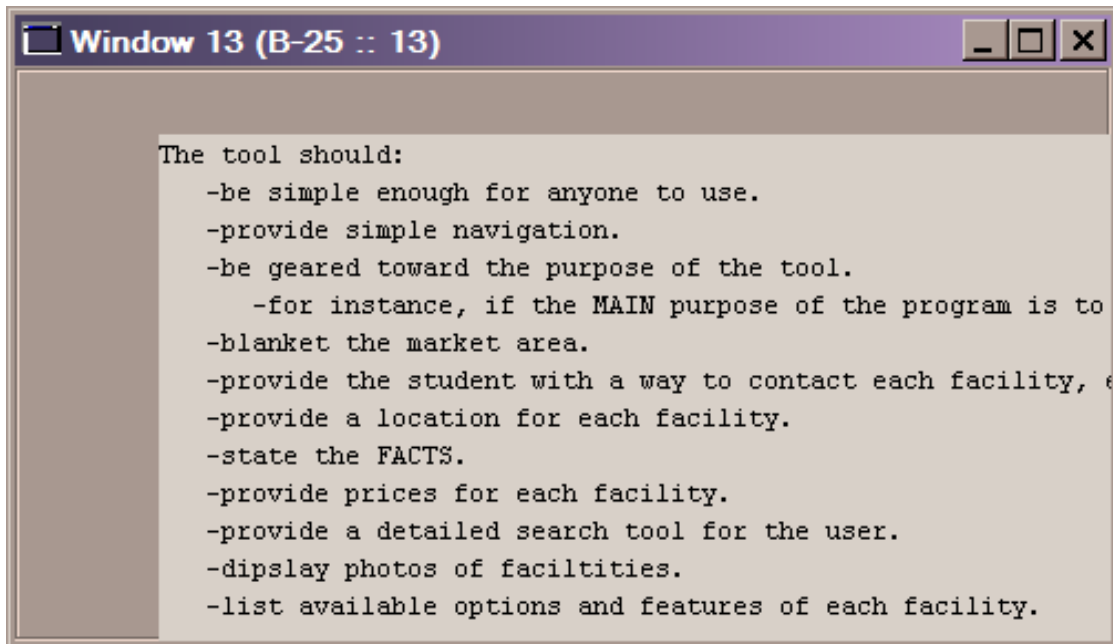 Window 13 (B-25 :: 13)
The tool should:
-be simple enough for anyone to use.
-provide simple navigation.
-be geared toward the purpose of the tool.
-for instance, if the MAIN purpose of the program is to
-blanket the market area.
-provide the student with a way to contact each facility,
-provide a location for each facility.
-state the FACTS.
-provide prices for each facility.
-provide a detailed search tool for the user.
-dipslay photos of faciltities.
-list available options and features of each facility.